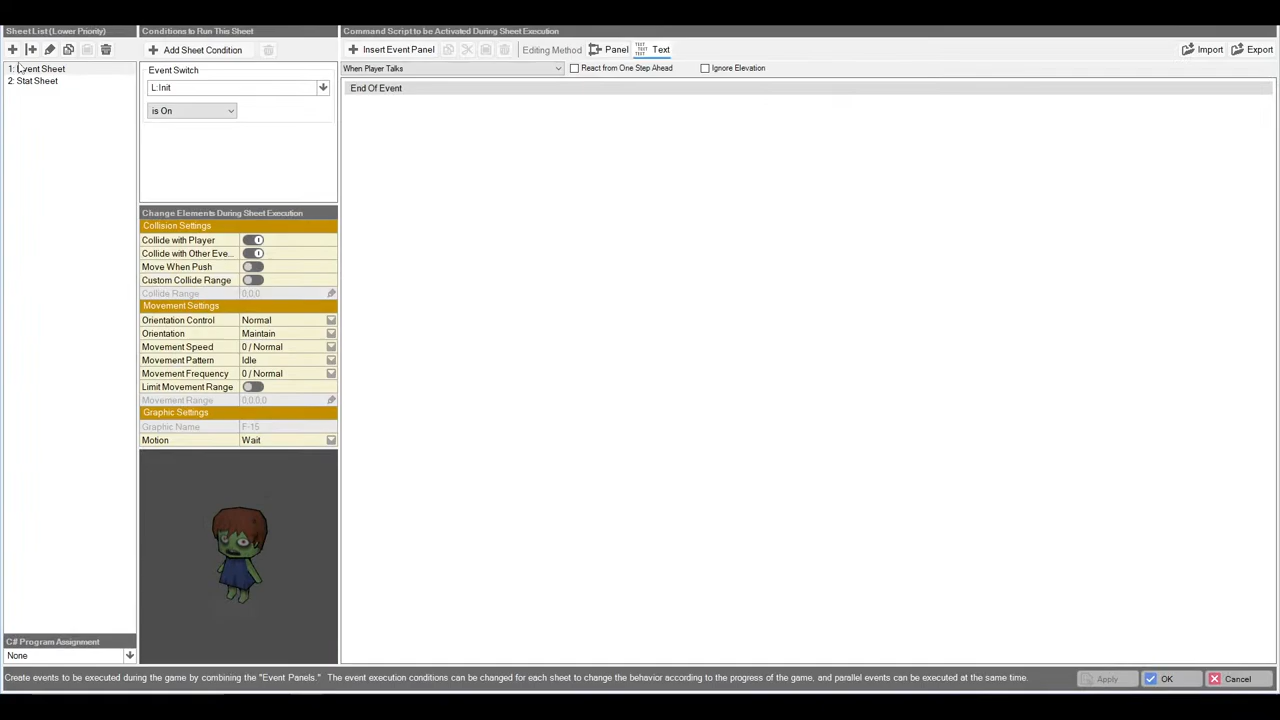 Sheet List (Lower Priority)
Conditions to Run This Sheet
Command Script to be Activated During Sheet Execution
Add Sheet Condition
Insert Event Panel
Editing Method
Panel
TEXT
TEXT
TEXT
Text
Import
Export
1: Event Sheet
2: Stat Sheet
Event Switch
L:Init
is On
When Player Talks
React from One Step Ahead
Ignore Elevation
End Of Event
Change Elements During Sheet Execution
Collision Settings
Collide with Player
Collide with Other Eve...
Move When Push
Custom Collide Range
Collide Range 0,0,0
Movement Settings
Orientation Control Normal
Orientation Maintain
Movement Speed 0 / Normal
Movement Pattern Idle
Movement Frequency 0 / Normal
Limit Movement Range
Movement Range 0,0,0,0
Graphic Settings
Graphic Name F-15
Motion Wait
C# Program Assignment
None
Create events to be executed during the game by combining the "Event Panels." The event execution conditions can be changed for each sheet to change the behavior according to the progress of the game, and parallel events can be executed at the same time.
Apply
OK
Cancel